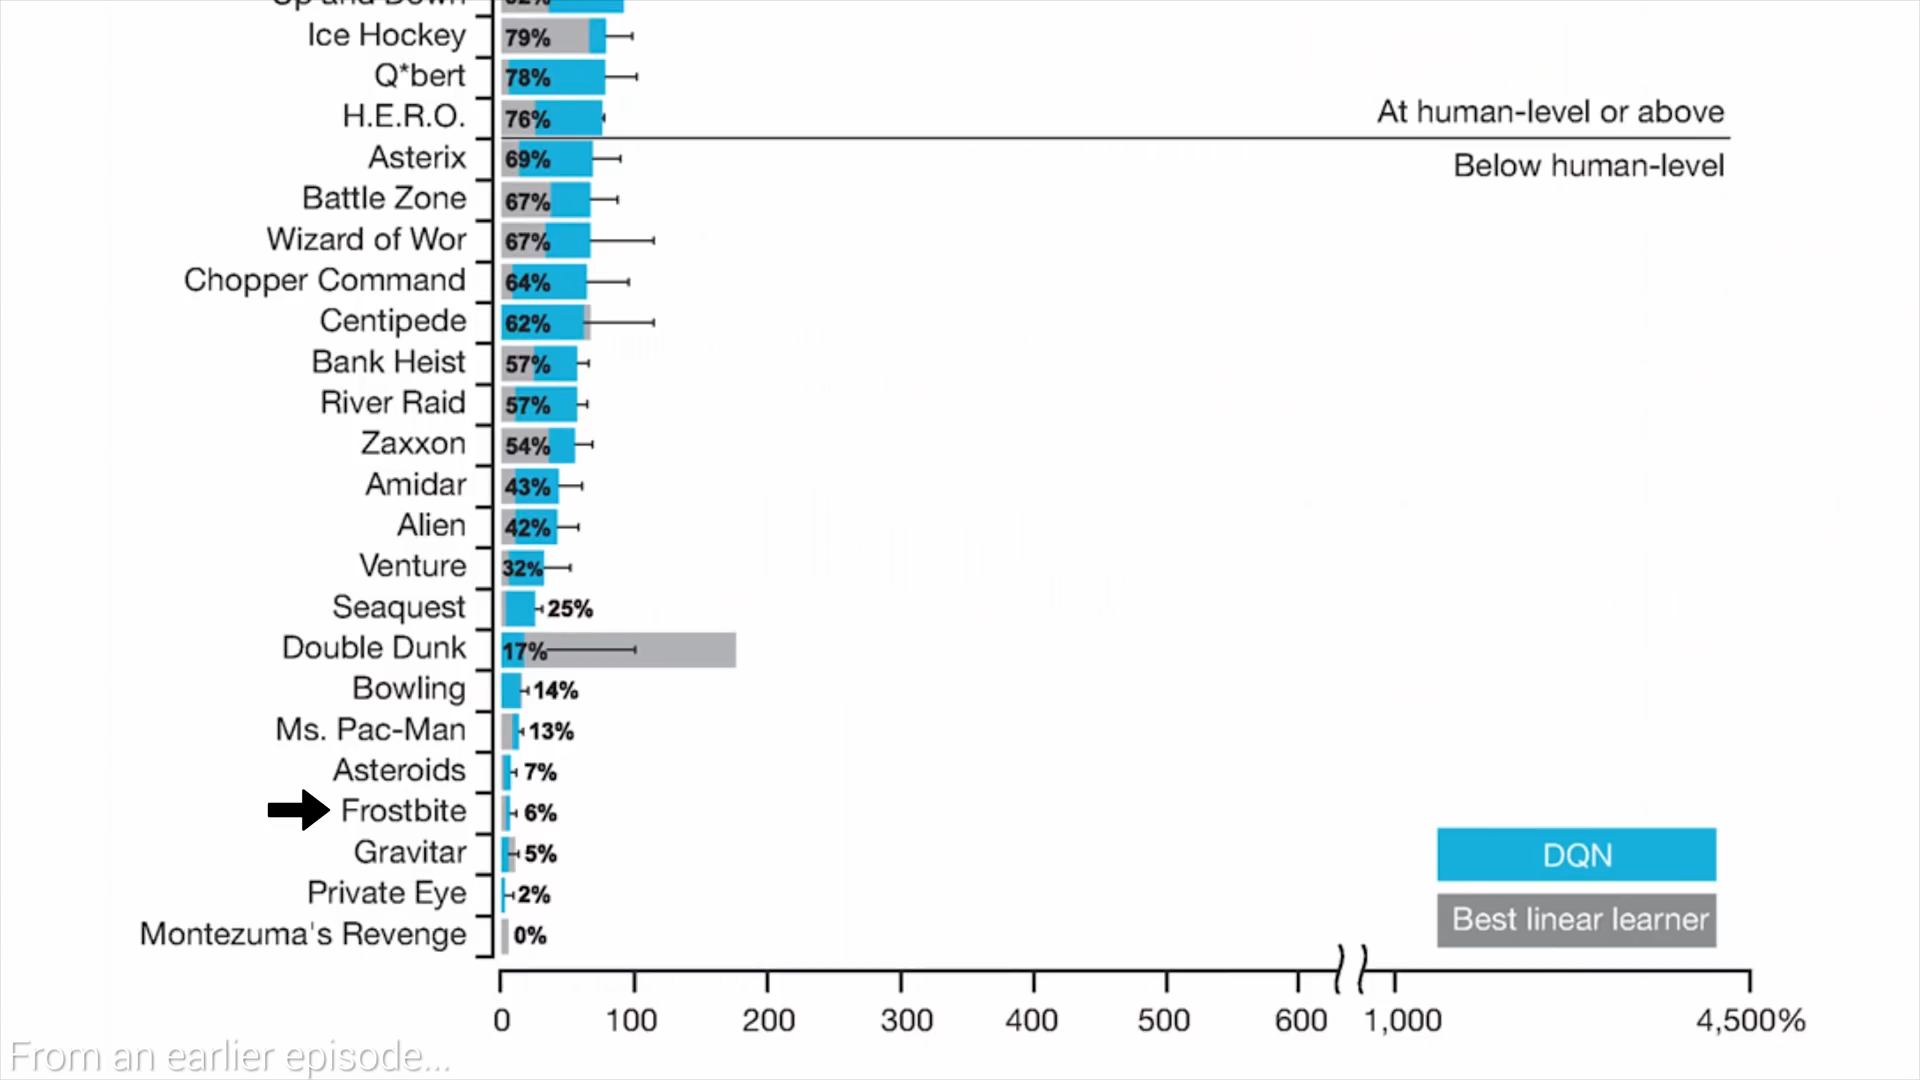 Up and Down 92%
Ice Hockey 79%
Q*bert 78%
H.E.R.O. 76%
At human-level or above
Asterix 69%
Below human-level
Battle Zone 67%
Wizard of Wor 67%
Chopper Command 64%
Centipede 62%
Bank Heist 57%
River Raid 57%
Zaxxon 54%
Amidar 43%
Alien 42%
Venture 32%
Seaquest 25%
Double Dunk 17%
Bowling 14%
Ms. Pac-Man 13%
Asteroids 7%
Frostbite 6%
Gravitar 5%
Private Eye 2%
Montezuma's Revenge 0%
DQN
Best linear learner
0 100 200 300 400 500 600 1,000 4,500%
From an earlier episode...